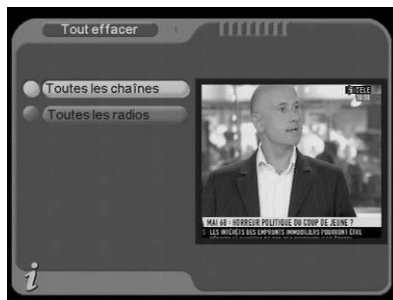 Tout effacer
Toutes les chaînes
Toutes les radios
i TELE
MAI 68 : HORREUR POLITIQUE OU COUP DE JEUNE ?
LES INTÉRÊTS DES EMPRUNTS IMMOBILIERS POURRONT ÊTRE
i